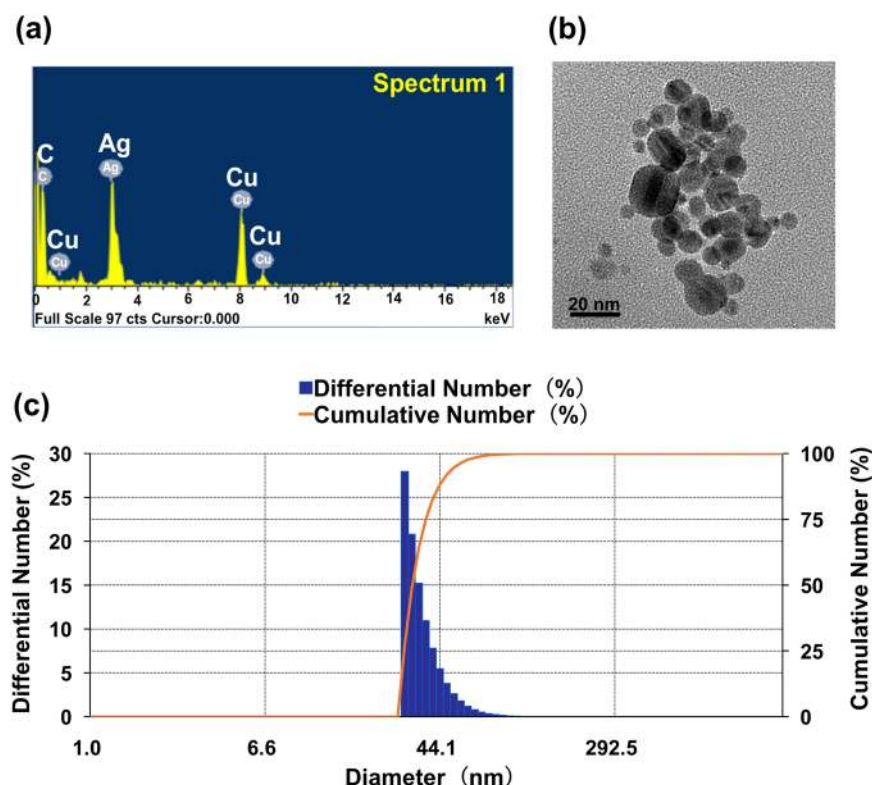 (a)
Spectrum 1
C
C
Ag
Ag
Cu
Cu
Cu
Cu
Cu
Cu
0 2 4 6 8 10 12 14 16 18
Full Scale 97 cts Cursor:0.000 keV
(b)
20 nm
(c)
Differential Number (%)
Cumulative Number (%)
Differential Number (%)
30
25
20
15
10
5
0
100
75
50
25
0
Cumulative Number (%)
1.0 6.6 44.1 292.5
Diameter (nm)